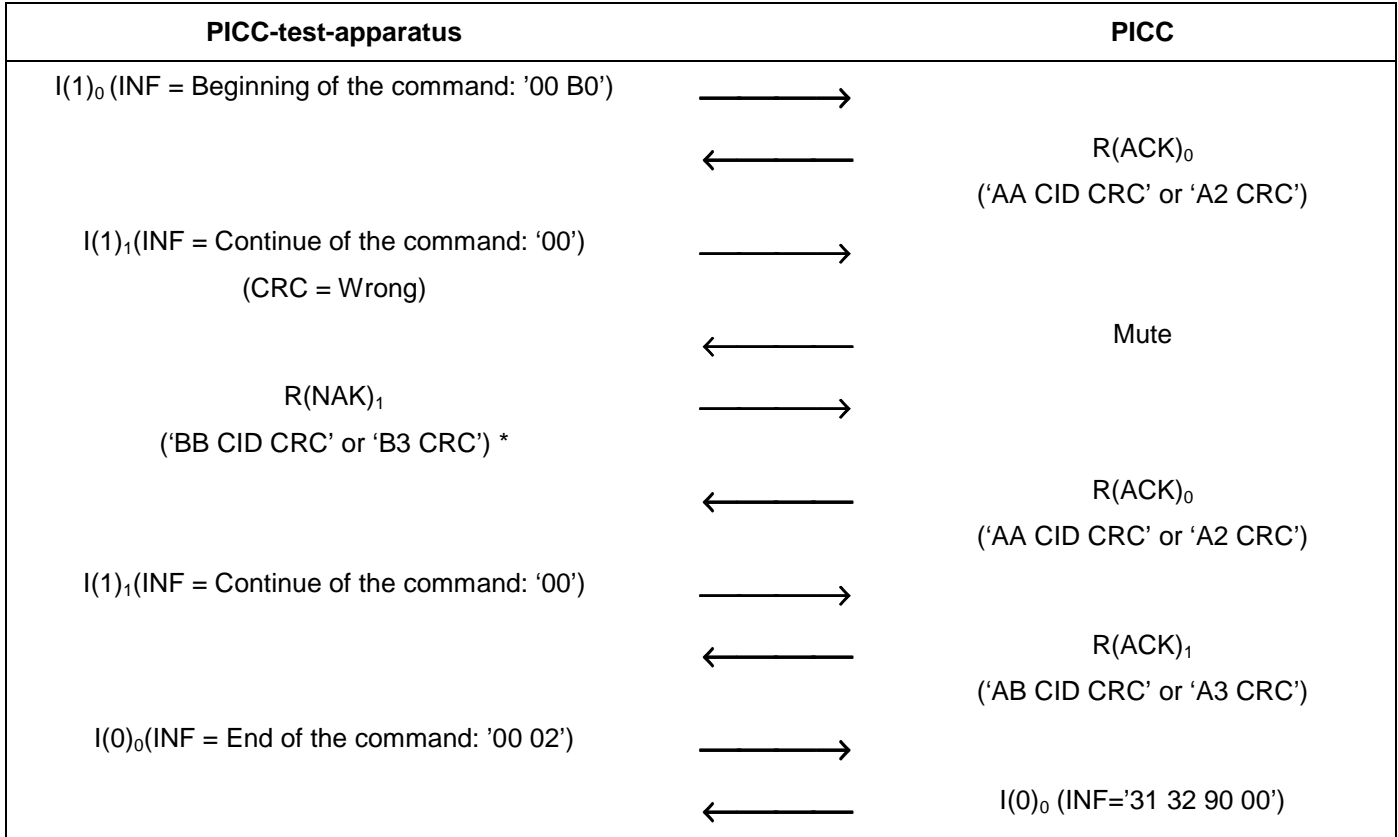 PICC-test-apparatus PICC
I(1)₀ (INF = Beginning of the command: ’00 B0’)
R(ACK)₀
(‘AA CID CRC’ or ‘A2 CRC’)
I(1)₁(INF = Continue of the command: ‘00’)
(CRC = Wrong)
Mute
R(NAK)₁
(‘BB CID CRC’ or ‘B3 CRC’) *
R(ACK)₀
(‘AA CID CRC’ or ‘A2 CRC’)
I(1)₁(INF = Continue of the command: ‘00’)
R(ACK)₁
(‘AB CID CRC’ or ‘A3 CRC’)
I(0)₀(INF = End of the command: ’00 02’)
I(0)₀ (INF=’31 32 90 00’)